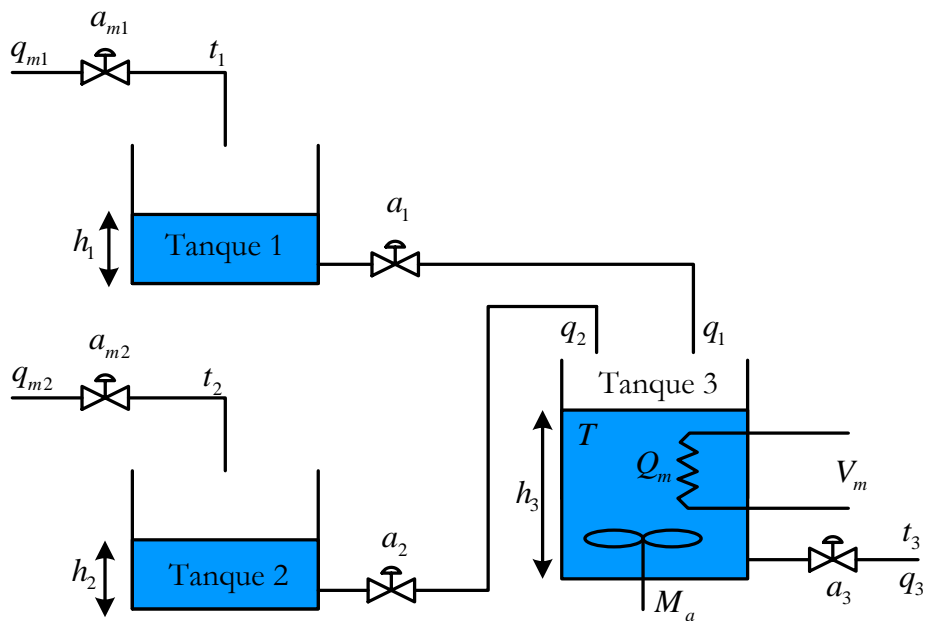 a_m1
q_m1
t_1
a_1
h_1
Tanque 1
q_2
q_1
a_m2
q_m2
t_2
Tanque 3
T
Q_m
V_m
h_3
a_2
h_2
Tanque 2
t_3
a_3
q_3
M_a